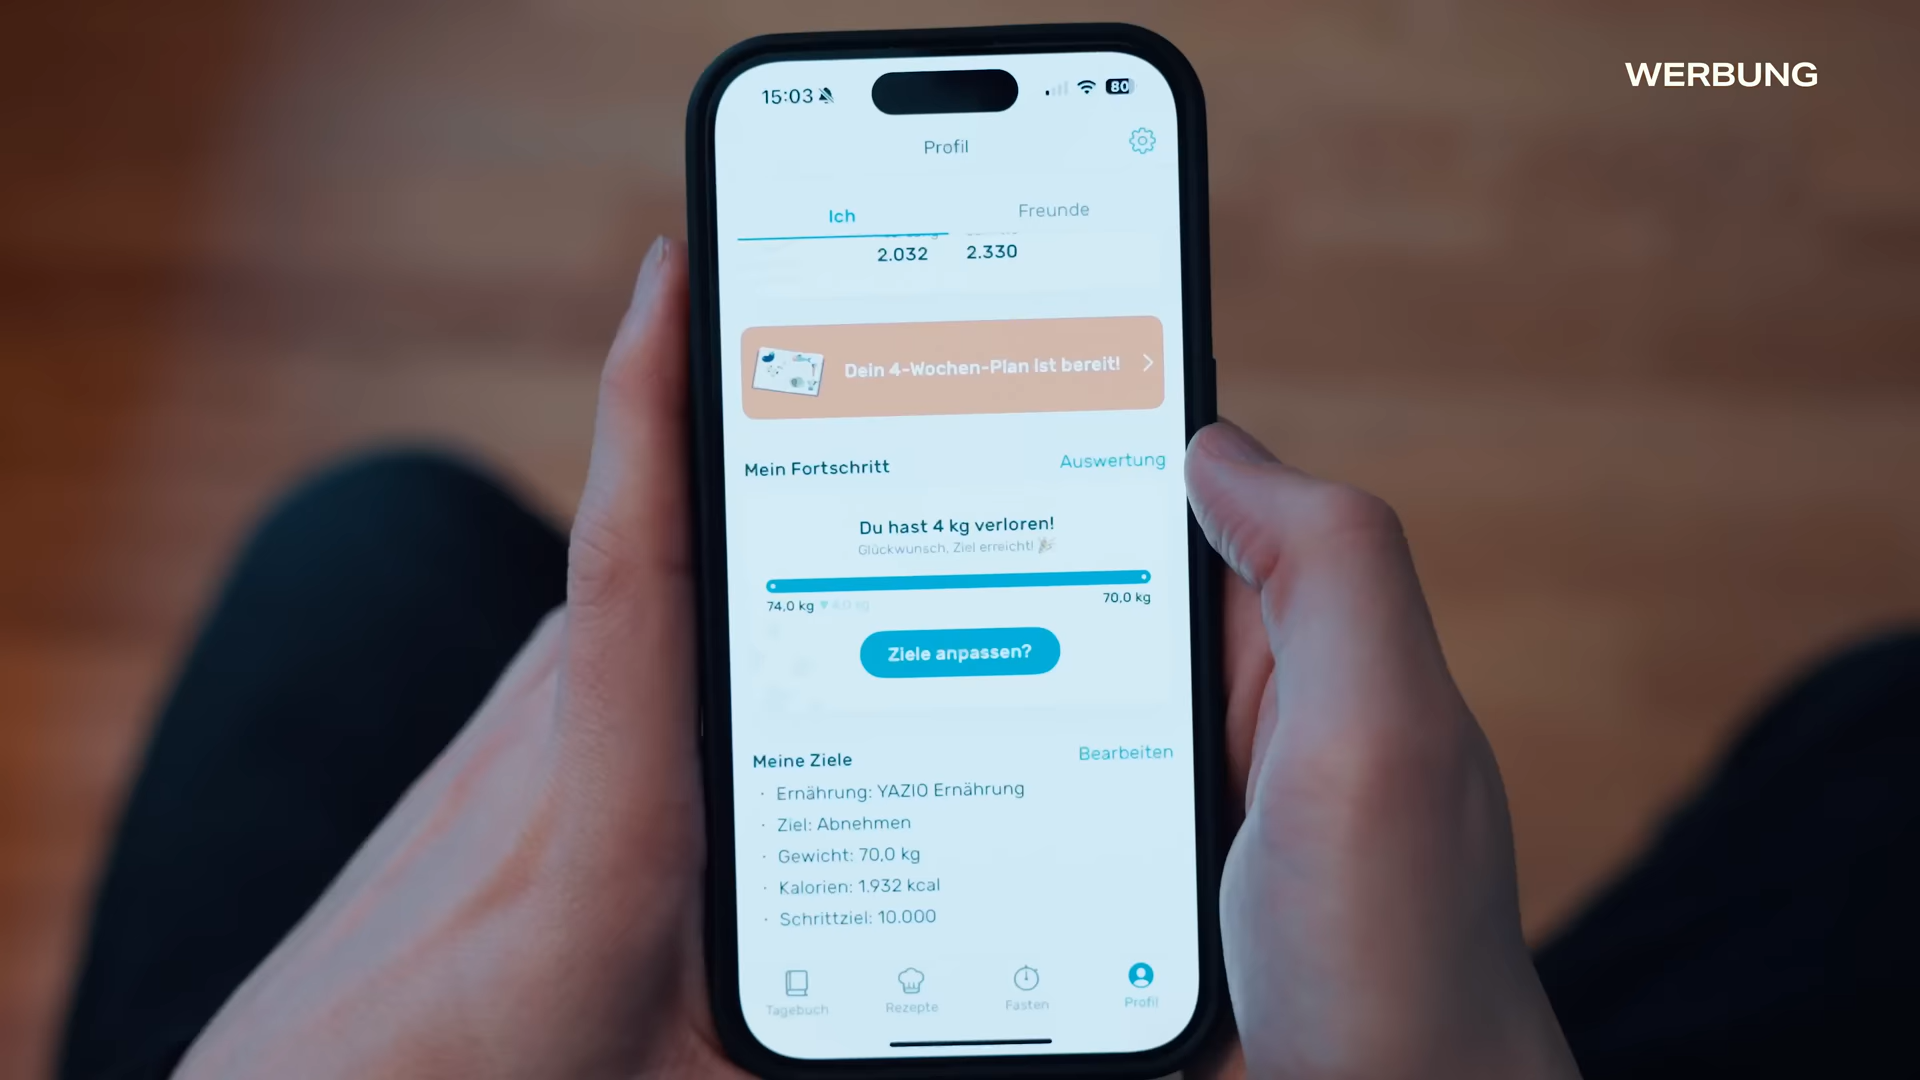 WERBUNG
15:03
80
Profil
Ich
Freunde
2.032
2.330
Dein 4-Wochen-Plan ist bereit!
Mein Fortschritt
Auswertung
Du hast 4 kg verloren!
Glückwunsch, Ziel erreicht! 🎉
74,0 kg ▼ 4,0 kg
70,0 kg
Ziele anpassen?
Meine Ziele
Bearbeiten
· Ernährung: YAZIO Ernährung
· Ziel: Abnehmen
· Gewicht: 70,0 kg
· Kalorien: 1.932 kcal
· Schrittziel: 10.000
Tagebuch
Rezepte
Fasten
Profil